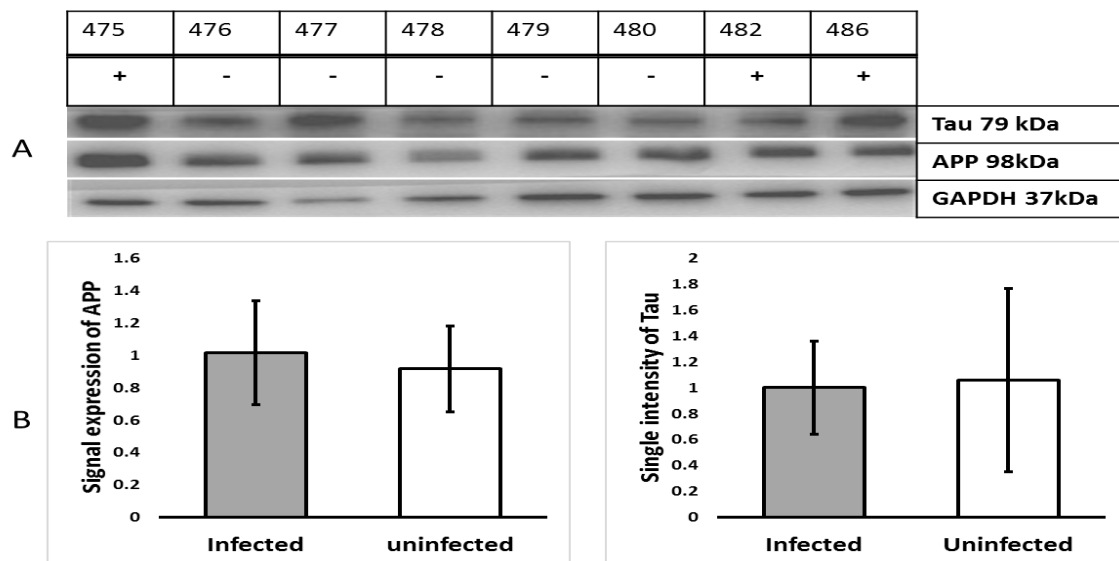 475 476 477 478 479 480 482 486
+ - - - - - + +
A
Tau 79 kDa
APP 98kDa
GAPDH 37kDa
B
Signal expression of APP
1.6
1.4
1.2
1
0.8
0.6
0.4
0.2
0
Infected uninfected
Single intensity of Tau
2
1.8
1.6
1.4
1.2
1
0.8
0.6
0.4
0.2
0
Infected Uninfected